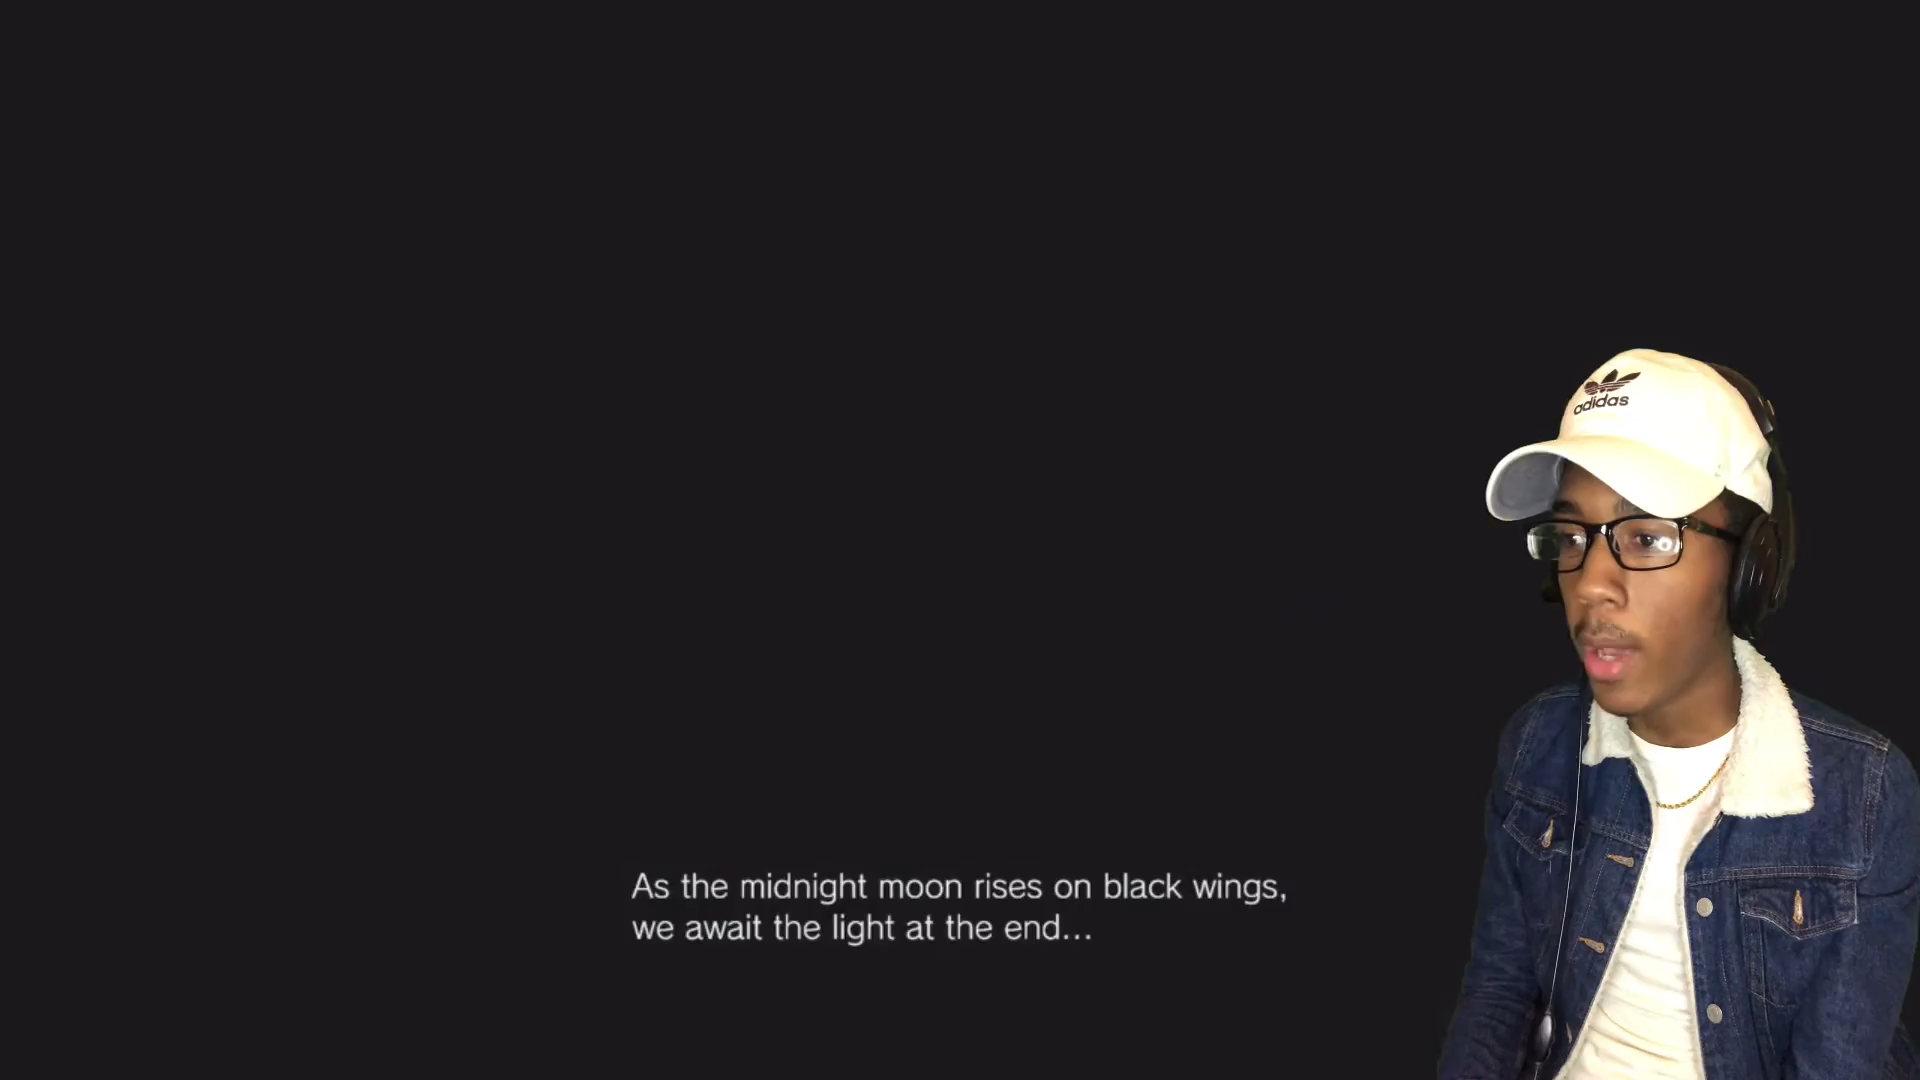 adidas
As the midnight moon rises on black wings,
we await the light at the end...